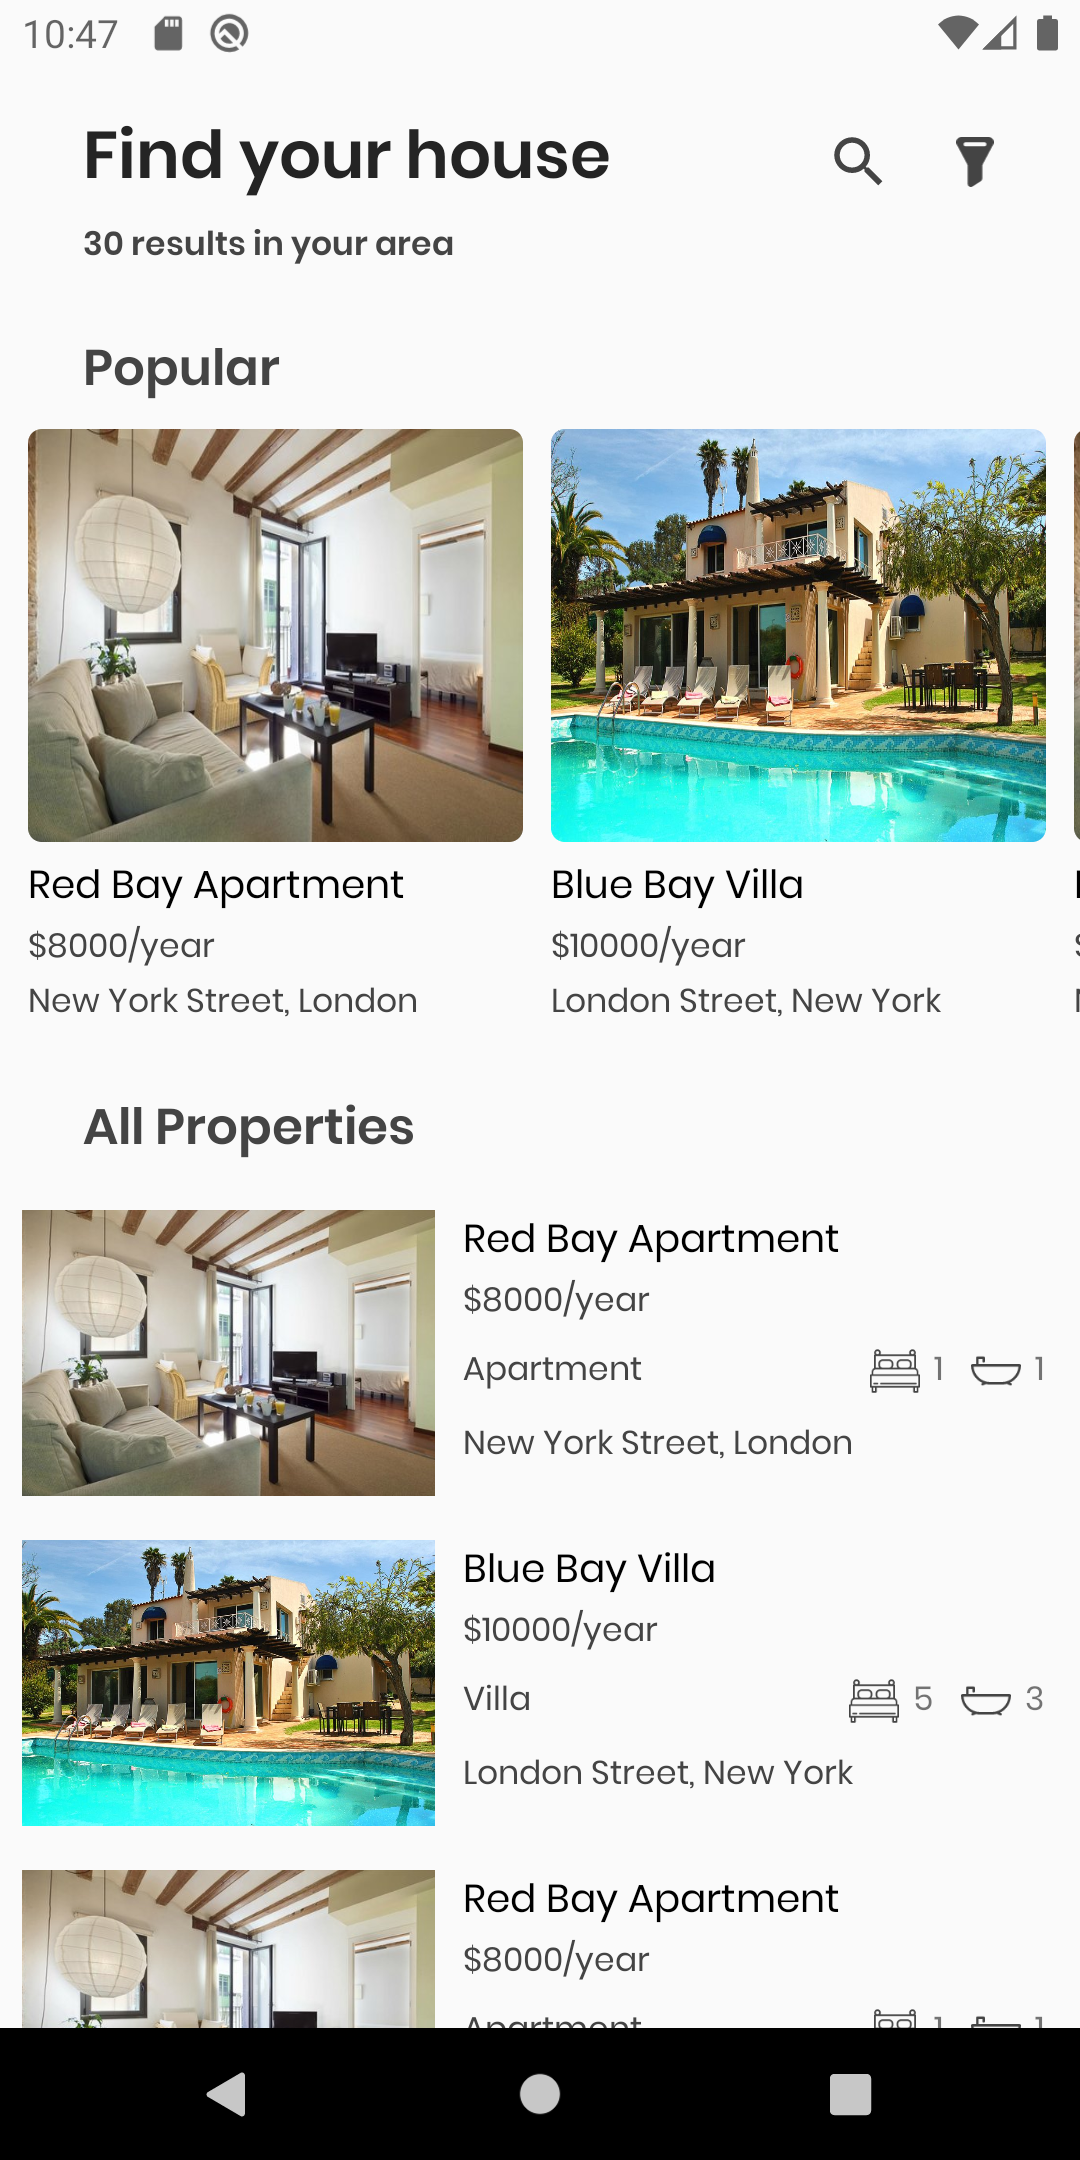 10:47
Find your house
30 results in your area
Popular
Red Bay Apartment
$8000/year
New York Street, London
Blue Bay Villa
$10000/year
London Street, New York
All Properties
Red Bay Apartment
$8000/year
Apartment 1 1
New York Street, London
Blue Bay Villa
$10000/year
Villa 5 3
London Street, New York
Red Bay Apartment
$8000/year
Apartment 1 1